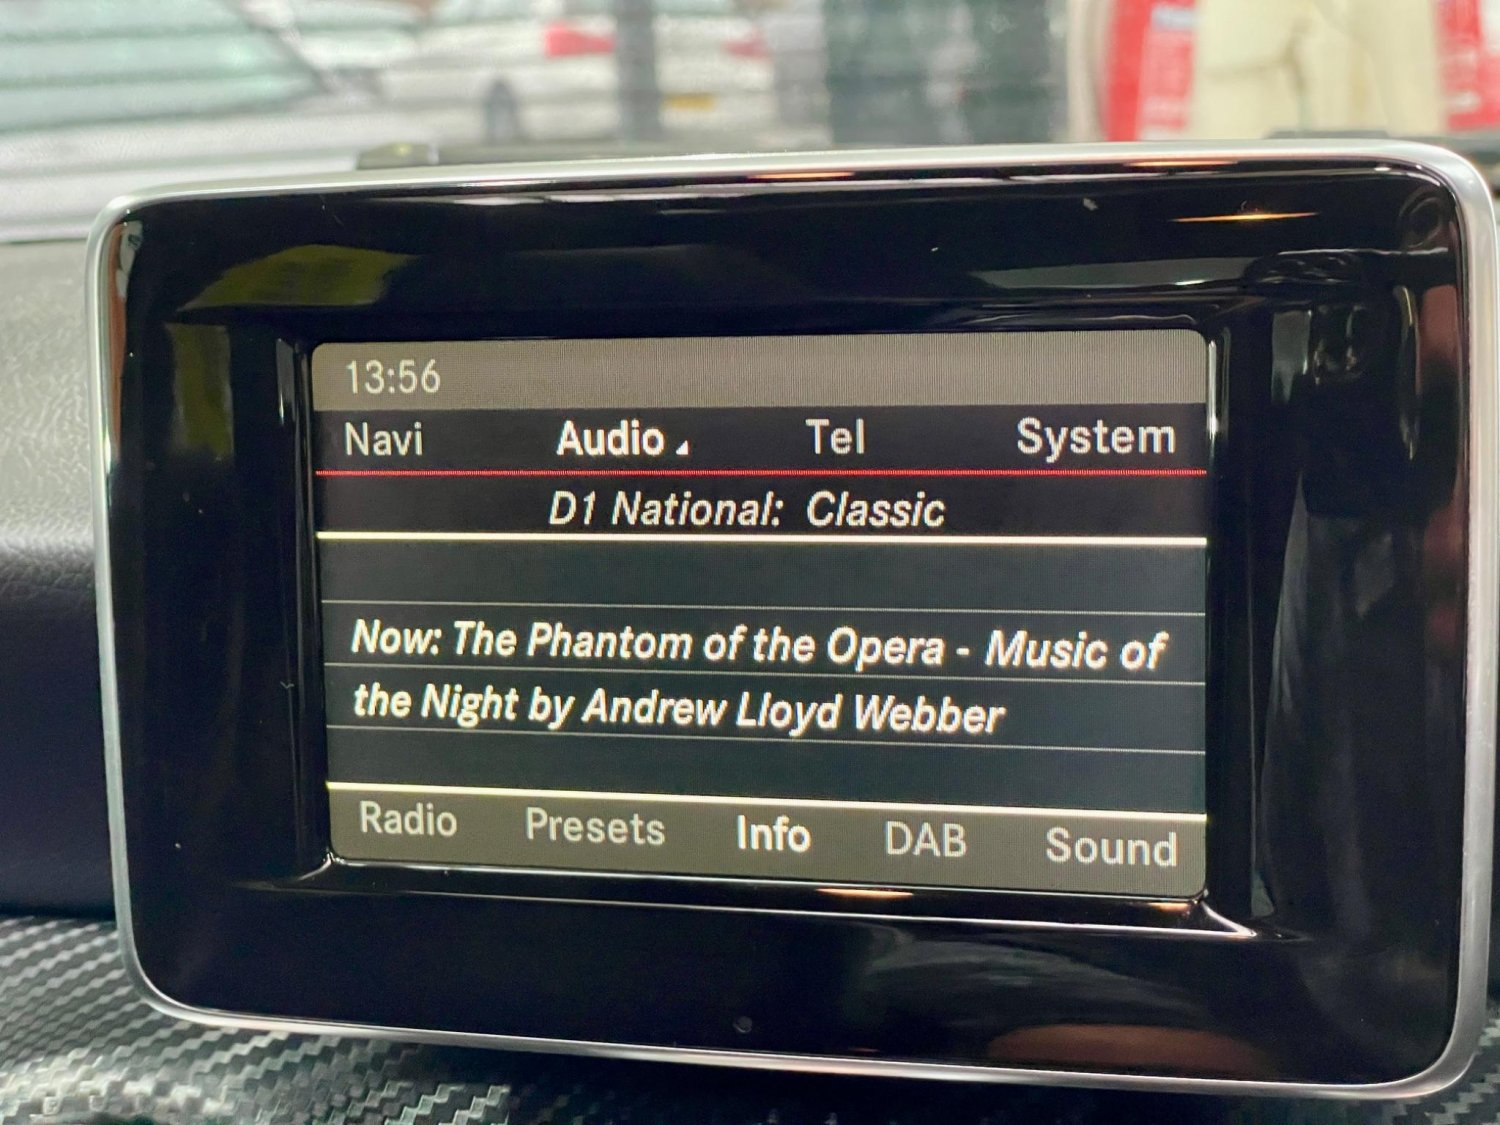 13:56
Navi Audio Tel System
D1 National: Classic
Now: The Phantom of the Opera - Music of
the Night by Andrew Lloyd Webber
Radio Presets Info DAB Sound